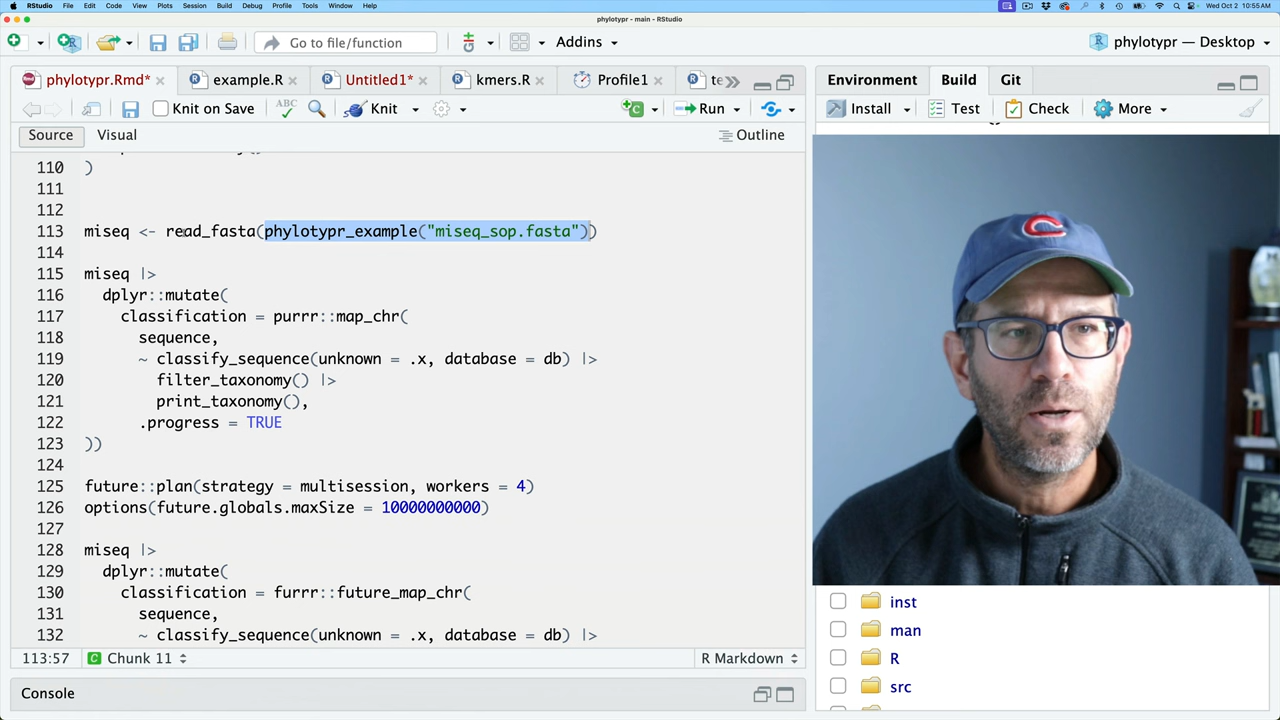 RStudio File Edit Code View Plots Session Build Debug Profile Tools Window Help Wed Oct 2 10:55 AM
phylotypr - main - RStudio
Go to file/function Addins phylotypr — Desktop
phylotypr.Rmd* example.R Untitled1* kmers.R Profile1 te Environment Build Git
Knit on Save ABC Knit Run Install Test Check More
Source Visual Outline
110 )
111
112
113 miseq <- read_fasta(phylotypr_example("miseq_sop.fasta"))
114
115 miseq |>
116 dplyr::mutate(
117 classification = purrr::map_chr(
118 sequence,
119 ~ classify_sequence(unknown = .x, database = db) |>
120 filter_taxonomy() |>
121 print_taxonomy(),
122 .progress = TRUE
123 ))
124
125 future::plan(strategy = multisession, workers = 4)
126 options(future.globals.maxSize = 10000000000)
127
128 miseq |>
129 dplyr::mutate(
130 classification = furrr::future_map_chr(
131 sequence,
132 ~ classify_sequence(unknown = .x, database = db) |>
113:57 Chunk 11 R Markdown
Console
inst
man
R
src